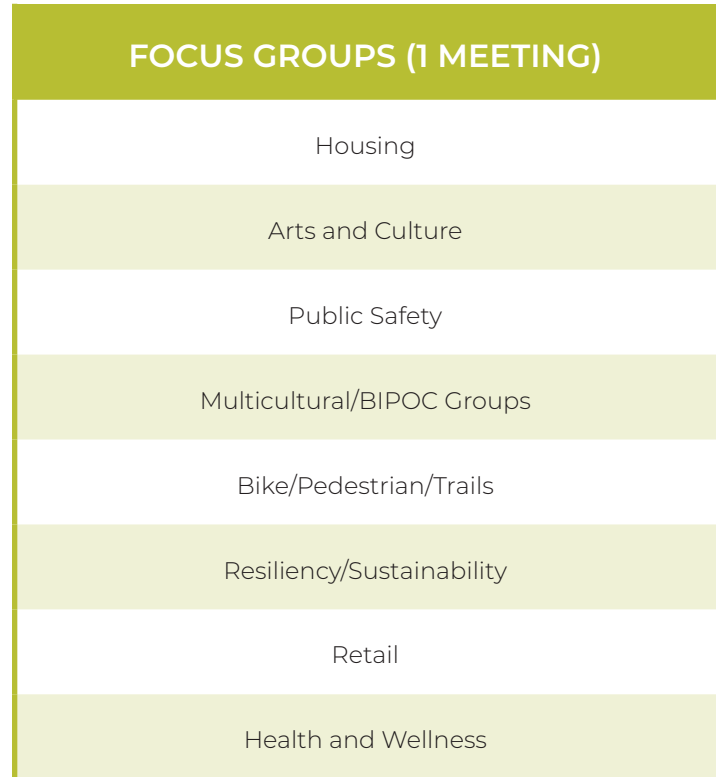 FOCUS GROUPS (1 MEETING)
Housing
Arts and Culture
Public Safety
Multicultural/BIPOC Groups
Bike/Pedestrian/Trails
Resiliency/Sustainability
Retail
Health and Wellness